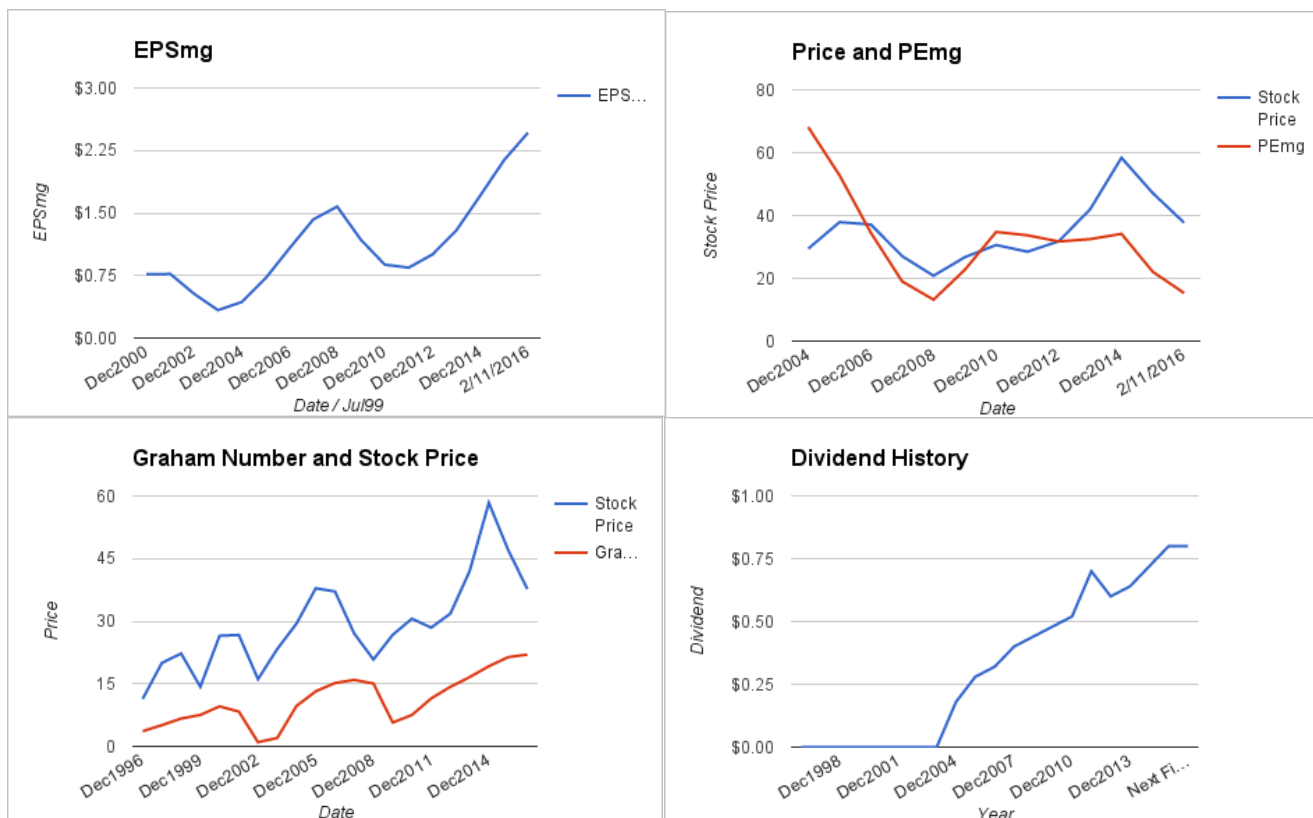 EPSmg
$3.00
$2.25
$1.50
$0.75
$0.00
EPSmg
EPS…
Dec2000
Dec2002
Dec2004
Dec2006
Dec2008
Dec2010
Dec2012
Dec2014
2/11/2016
Date / Jul99
Price and PEmg
80
60
40
20
0
Stock Price
Stock
Price
PEmg
Dec2004
Dec2006
Dec2008
Dec2010
Dec2012
Dec2014
2/11/2016
Date
Graham Number and Stock Price
60
45
30
15
0
Price
Stock
Price
Gra…
Dec1996
Dec1999
Dec2002
Dec2005
Dec2008
Dec2011
Dec2014
Date
Dividend History
$1.00
$0.75
$0.50
$0.25
$0.00
Dividend
Dec1998
Dec2001
Dec2004
Dec2007
Dec2010
Dec2013
Next Fi…
Year